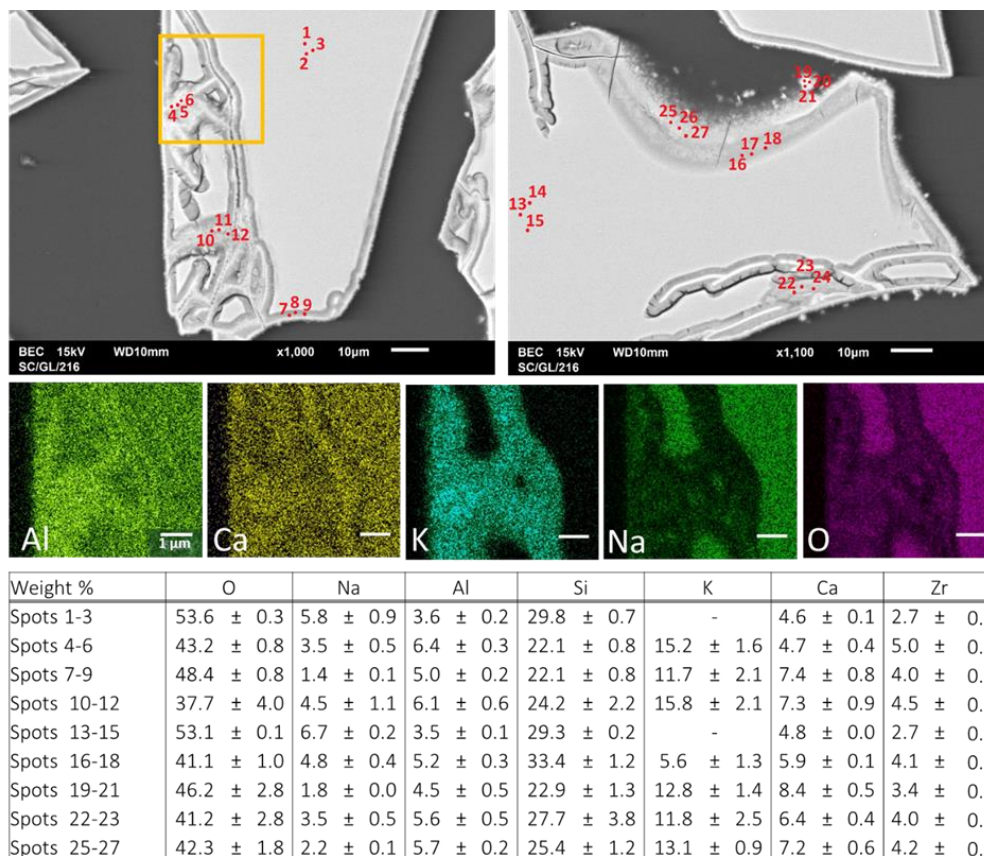 1
3
2
6
4 5
11
10 12
8
7 9
BEC 15kV WD10mm x1,000 10µm
SC/GL/216
19 20
21
25 26
27
18
17
16
14
13
15
23
22 24
BEC 15kV WD10mm x1,100 10µm
SC/GL/216
Al 1 µm Ca K Na O
Weight % O Na Al Si K Ca Zr
Spots 1-3 53.6 ± 0.3 5.8 ± 0.9 3.6 ± 0.2 29.8 ± 0.7 - 4.6 ± 0.1 2.7 ± 0.
Spots 4-6 43.2 ± 0.8 3.5 ± 0.5 6.4 ± 0.3 22.1 ± 0.8 15.2 ± 1.6 4.7 ± 0.4 5.0 ± 0.
Spots 7-9 48.4 ± 0.8 1.4 ± 0.1 5.0 ± 0.2 22.1 ± 0.8 11.7 ± 2.1 7.4 ± 0.8 4.0 ± 0.
Spots 10-12 37.7 ± 4.0 4.5 ± 1.1 6.1 ± 0.6 24.2 ± 2.2 15.8 ± 2.1 7.3 ± 0.9 4.5 ± 0.
Spots 13-15 53.1 ± 0.1 6.7 ± 0.2 3.5 ± 0.1 29.3 ± 0.2 - 4.8 ± 0.0 2.7 ± 0.
Spots 16-18 41.1 ± 1.0 4.8 ± 0.4 5.2 ± 0.3 33.4 ± 1.2 5.6 ± 1.3 5.9 ± 0.1 4.1 ± 0.
Spots 19-21 46.2 ± 2.8 1.8 ± 0.0 4.5 ± 0.5 22.9 ± 1.3 12.8 ± 1.4 8.4 ± 0.5 3.4 ± 0.
Spots 22-23 41.2 ± 2.8 3.5 ± 0.5 5.6 ± 0.5 27.7 ± 3.8 11.8 ± 2.5 6.4 ± 0.4 4.0 ± 0.
Spots 25-27 42.3 ± 1.8 2.2 ± 0.1 5.7 ± 0.2 25.4 ± 1.2 13.1 ± 0.9 7.2 ± 0.6 4.2 ± 0.